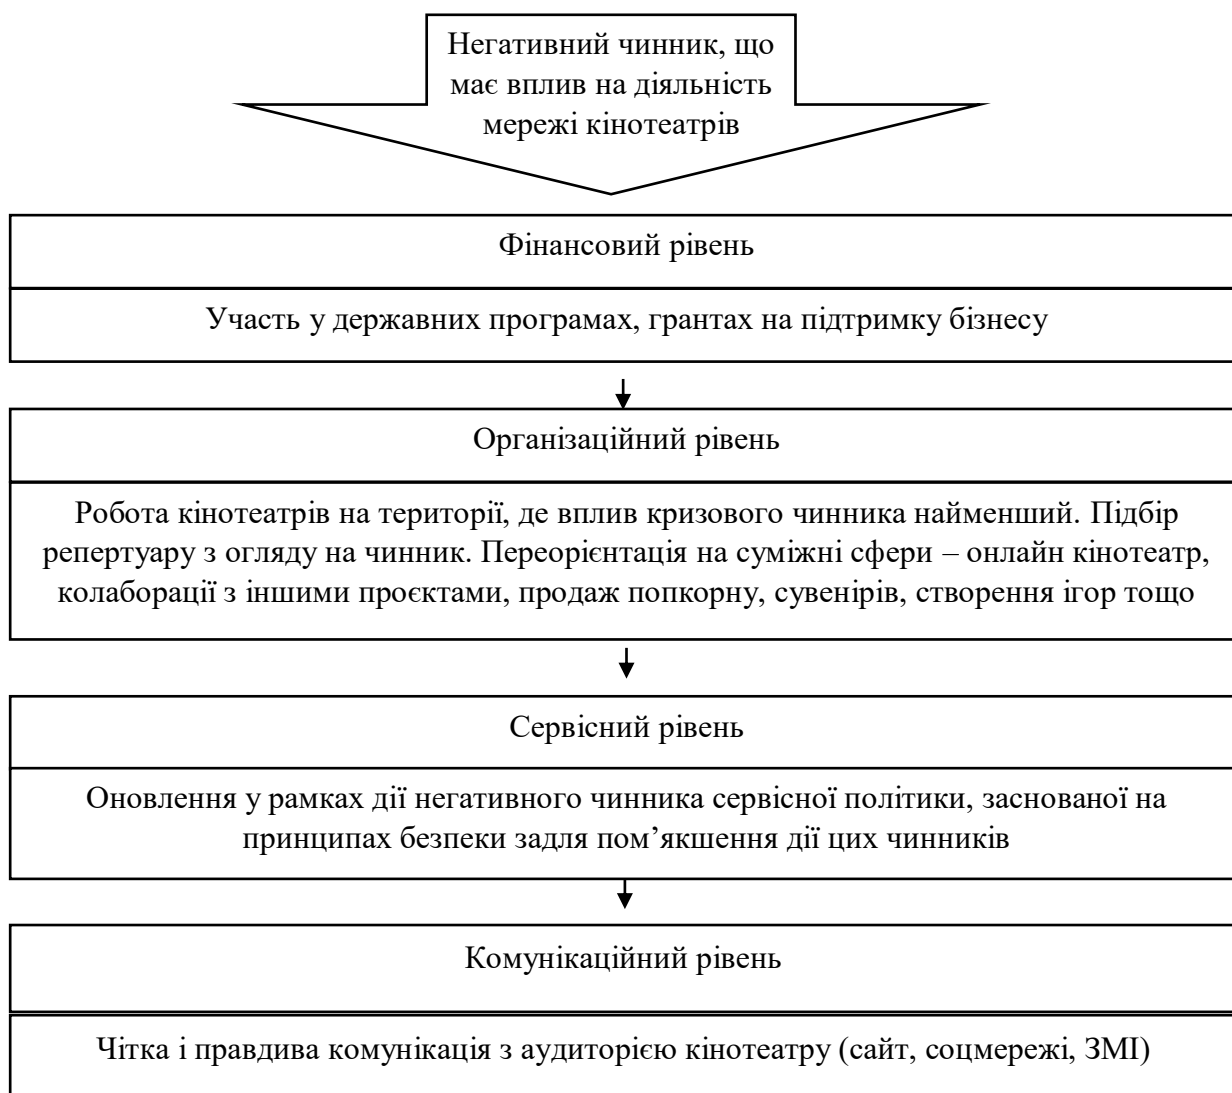 Негативний чинник, що
має вплив на діяльність
мережі кінотеатрів
Фінансовий рівень
Участь у державних програмах, грантах на підтримку бізнесу
Організаційний рівень
Робота кінотеатрів на території, де вплив кризового чинника найменший. Підбір
репертуару з огляду на чинник. Переорієнтація на суміжні сфери – онлайн кінотеатр,
колаборації з іншими проєктами, продаж попкорну, сувенірів, створення ігор тощо
Сервісний рівень
Оновлення у рамках дії негативного чинника сервісної політики, заснованої на
принципах безпеки задля пом’якшення дії цих чинників
Комунікаційний рівень
Чітка і правдива комунікація з аудиторією кінотеатру (сайт, соцмережі, ЗМІ)